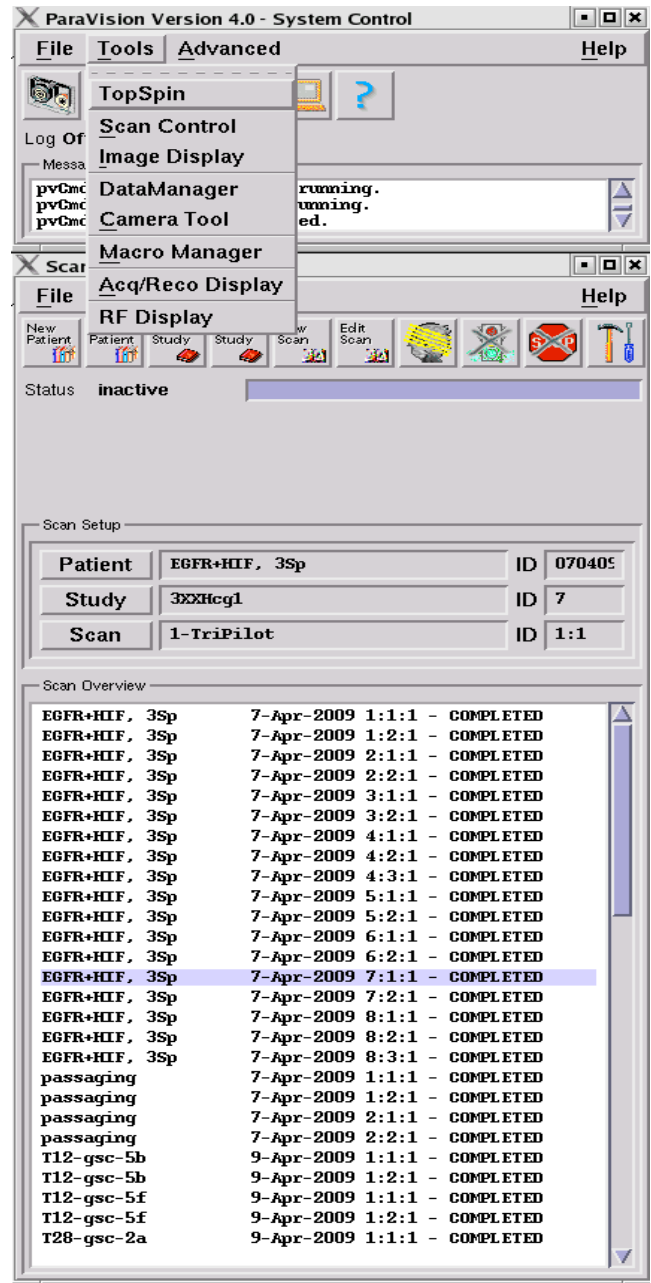 ParaVision Version 4.0 - System Control
File Tools Advanced Help
TopSpin
Scan Control
Image Display
DataManager
Camera Tool
Macro Manager
Acq/Reco Display
RF Display
Log Of
Messa
pvCmd running.
pvCmd unning.
pvCmd ed.
Scan
File Help
New Patient
Patient
Study
Study
w Scan
Edit Scan
Status inactive
Scan Setup
Patient EGFR+HIF, 3Sp ID 070409
Study 3XXHcg1 ID 7
Scan 1-TriPilot ID 1:1
Scan Overview
EGFR+HIF, 3Sp 7-Apr-2009 1:1:1 - COMPLETED
EGFR+HIF, 3Sp 7-Apr-2009 1:2:1 - COMPLETED
EGFR+HIF, 3Sp 7-Apr-2009 2:1:1 - COMPLETED
EGFR+HIF, 3Sp 7-Apr-2009 2:2:1 - COMPLETED
EGFR+HIF, 3Sp 7-Apr-2009 3:1:1 - COMPLETED
EGFR+HIF, 3Sp 7-Apr-2009 3:2:1 - COMPLETED
EGFR+HIF, 3Sp 7-Apr-2009 4:1:1 - COMPLETED
EGFR+HIF, 3Sp 7-Apr-2009 4:2:1 - COMPLETED
EGFR+HIF, 3Sp 7-Apr-2009 4:3:1 - COMPLETED
EGFR+HIF, 3Sp 7-Apr-2009 5:1:1 - COMPLETED
EGFR+HIF, 3Sp 7-Apr-2009 5:2:1 - COMPLETED
EGFR+HIF, 3Sp 7-Apr-2009 6:1:1 - COMPLETED
EGFR+HIF, 3Sp 7-Apr-2009 6:2:1 - COMPLETED
EGFR+HIF, 3Sp 7-Apr-2009 7:1:1 - COMPLETED
EGFR+HIF, 3Sp 7-Apr-2009 7:2:1 - COMPLETED
EGFR+HIF, 3Sp 7-Apr-2009 8:1:1 - COMPLETED
EGFR+HIF, 3Sp 7-Apr-2009 8:2:1 - COMPLETED
EGFR+HIF, 3Sp 7-Apr-2009 8:3:1 - COMPLETED
passaging 7-Apr-2009 1:1:1 - COMPLETED
passaging 7-Apr-2009 1:2:1 - COMPLETED
passaging 7-Apr-2009 2:1:1 - COMPLETED
passaging 7-Apr-2009 2:2:1 - COMPLETED
T12-gsc-5b 9-Apr-2009 1:1:1 - COMPLETED
T12-gsc-5b 9-Apr-2009 1:2:1 - COMPLETED
T12-gsc-5f 9-Apr-2009 1:1:1 - COMPLETED
T12-gsc-5f 9-Apr-2009 1:2:1 - COMPLETED
T28-gsc-2a 9-Apr-2009 1:1:1 - COMPLETED